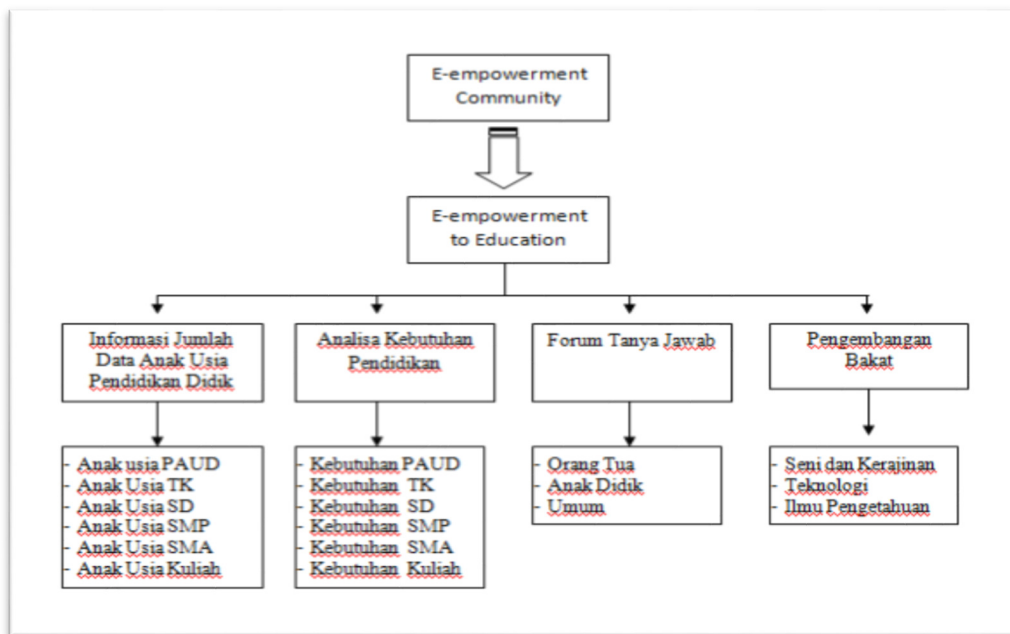 E-empowerment
Community
E-empowerment
to Education
Informasi Jumlah
Data Anak Usia
Pendidikan Didik
Analisa Kebutuhan
Pendidikan
Forum Tanya Jawab
Pengembangan
Bakat
- Anak usia PAUD
- Anak Usia TK
- Anak Usia SD
- Anak Usia SMP
- Anak Usia SMA
- Anak Usia Kuliah
- Kebutuhan PAUD
- Kebutuhan TK
- Kebutuhan SD
- Kebutuhan SMP
- Kebutuhan SMA
- Kebutuhan Kuliah
- Orang Tua
- Anak Didik
- Umum
- Seni dan Kerajinan
- Teknologi
- Ilmu Pengetahuan